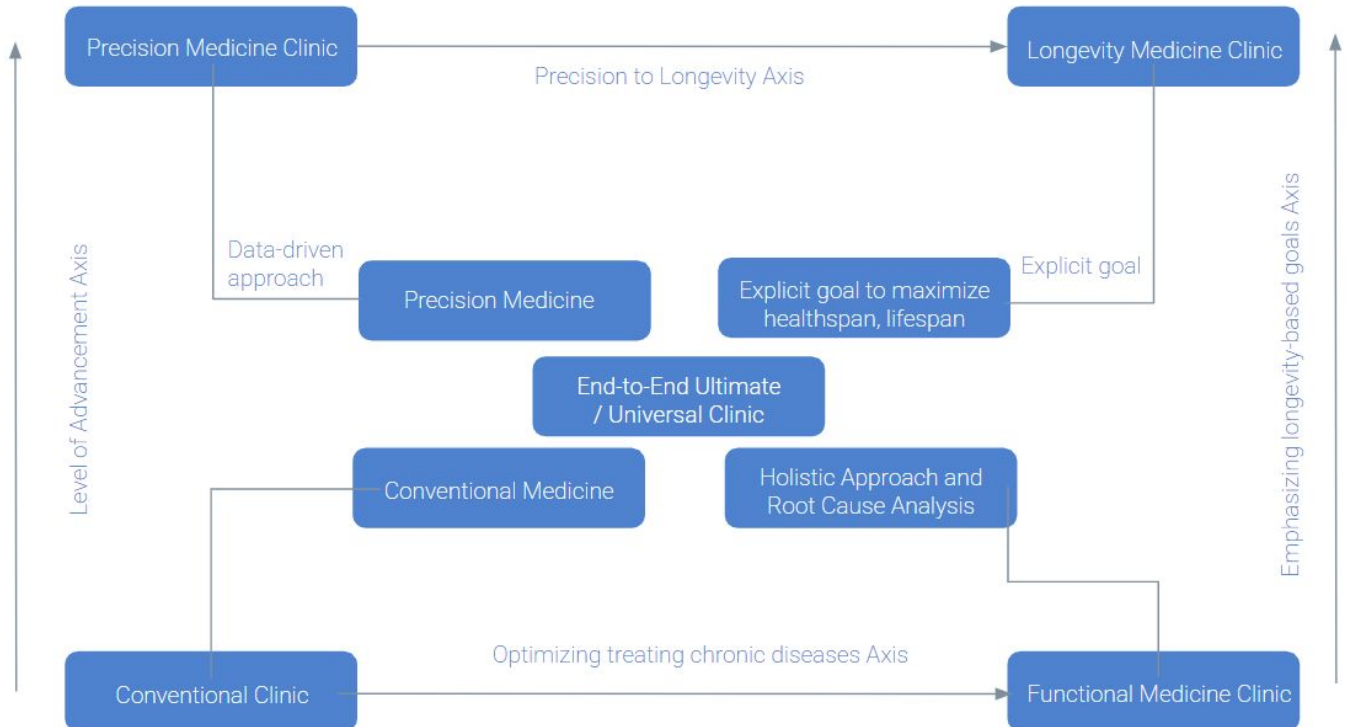 Precision Medicine Clinic
Longevity Medicine Clinic
Precision to Longevity Axis
Level of Advancement Axis
Data-driven
approach
Precision Medicine
Explicit goal to maximize
healthspan, lifespan
Explicit goal
Emphasizing longevity-based goals Axis
End-to-End Ultimate
/ Universal Clinic
Conventional Medicine
Holistic Approach and
Root Cause Analysis
Optimizing treating chronic diseases Axis
Conventional Clinic
Functional Medicine Clinic